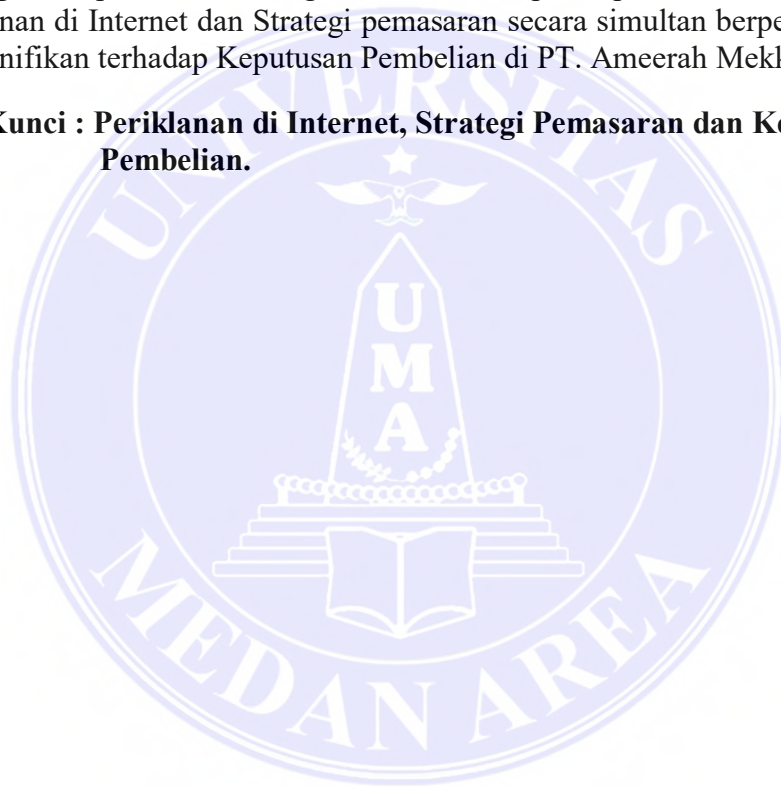 nan di Internet dan Strategi pemasaran secara simultan berpe
nifikan terhadap Keputusan Pembelian di PT. Ameerah Mekk
Kunci : Periklanan di Internet, Strategi Pemasaran dan Ke
Pembelian.
UNIVERSITAS
U
M
A
MEDAN AREA